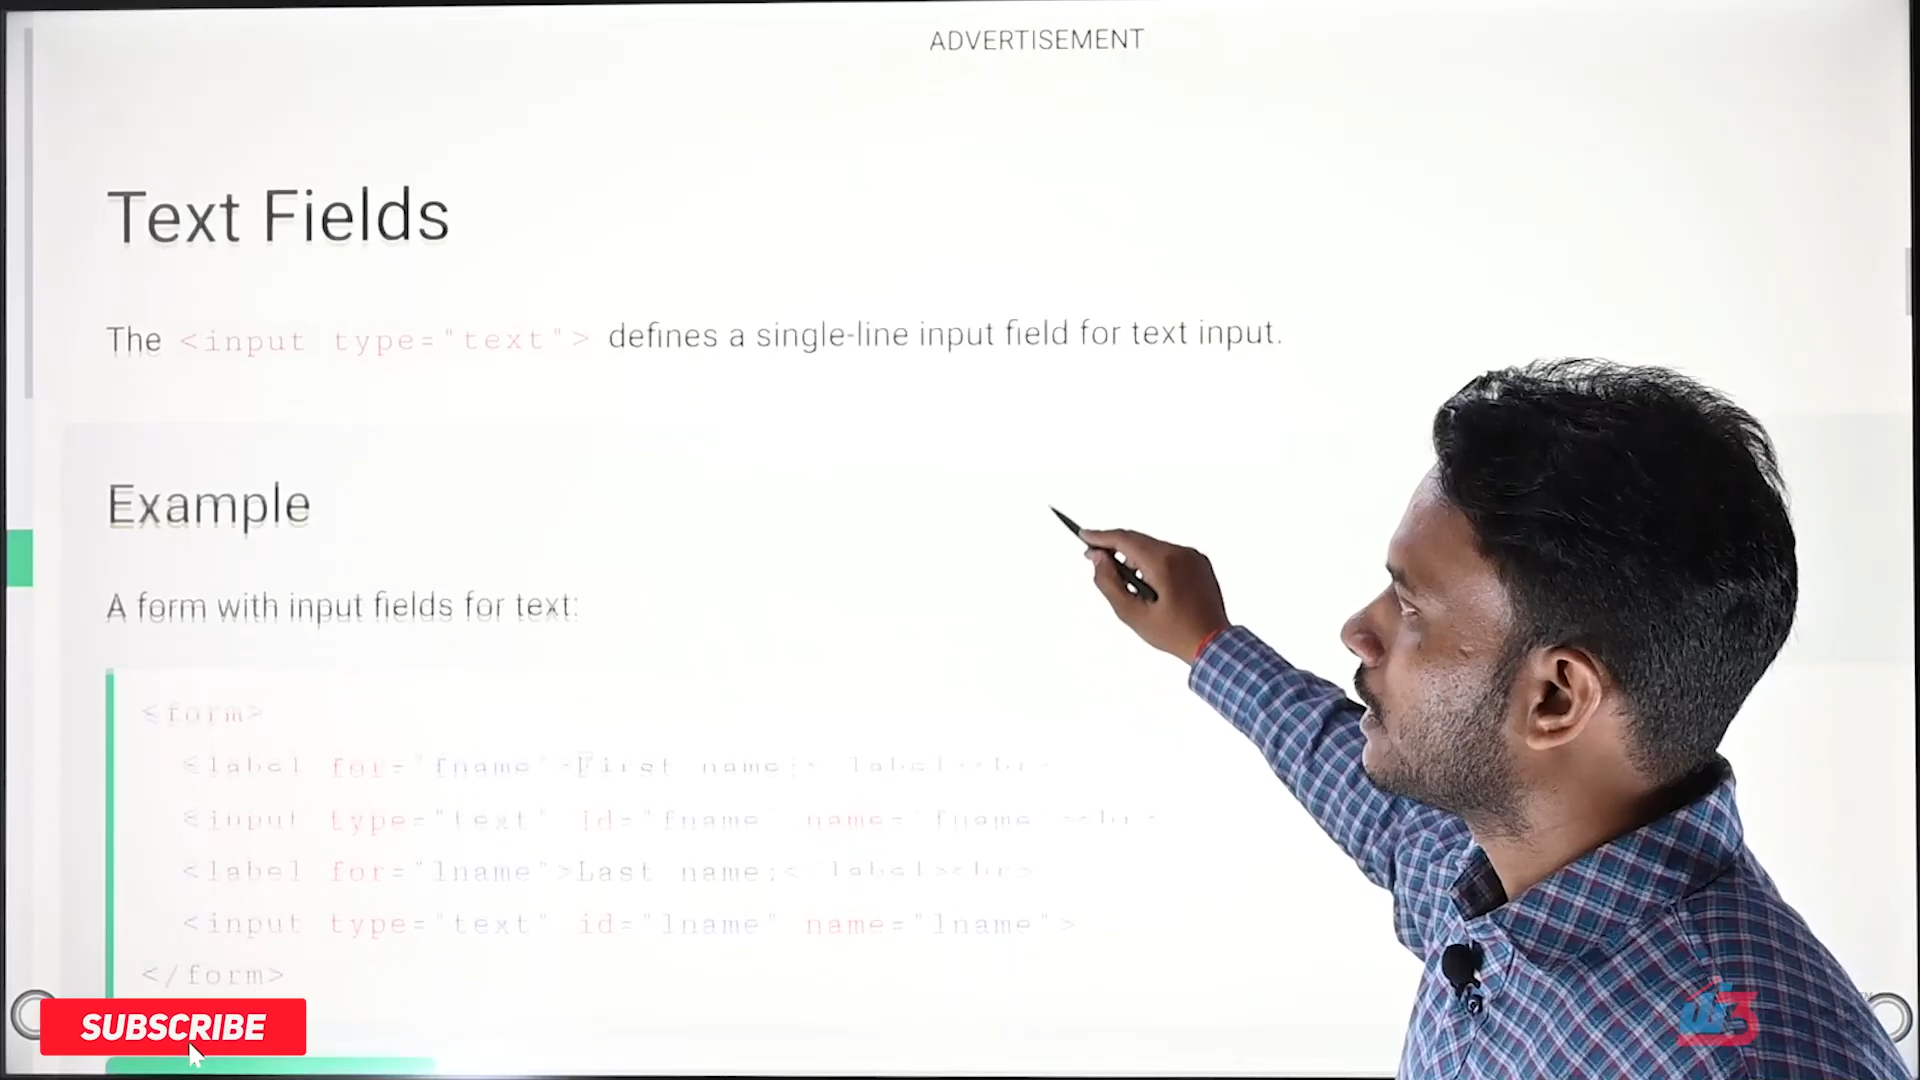 ADVERTISEMENT
Text Fields
The <input type="text"> defines a single-line input field for text input.
Example
A form with input fields for text:
<form>
<label for="fname">First name:</label><br>
<input type="text" id="fname" name="fname"><br>
<label for="lname">Last name:</label><br>
<input type="text" id="lname" name="lname">
</form>
SUBSCRIBE
W3
TM